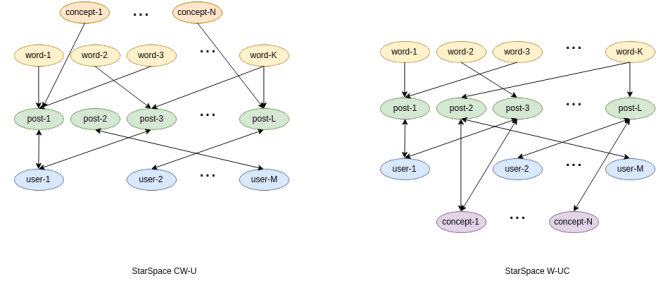 concept-1 ... concept-N
word-1 word-2 word-3 ... word-K
post-1 post-2 post-3 ... post-L
user-1 user-2 ... user-M
StarSpace CW-U
word-1 word-2 word-3 ... word-K
post-1 post-2 post-3 ... post-L
user-1 user-2 ... user-M
concept-1 ... concept-N
StarSpace W-UC